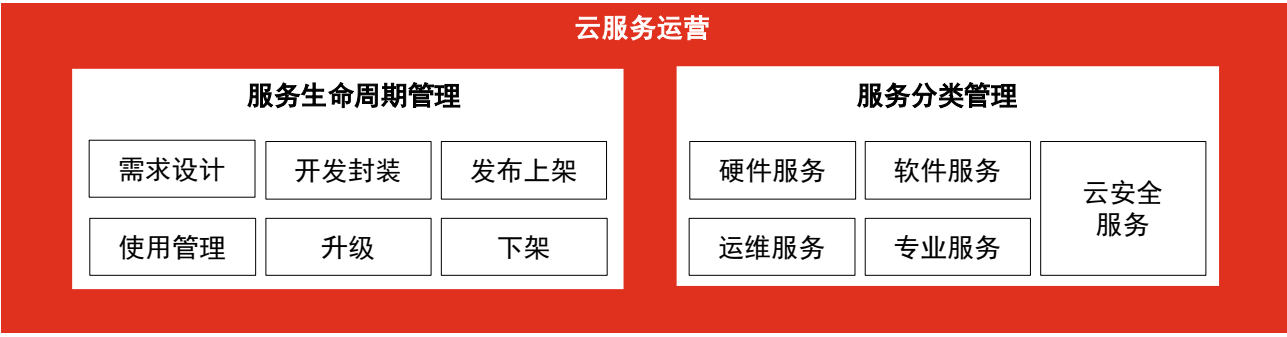 云服务运营
服务生命周期管理
需求设计
开发封装
发布上架
使用管理
升级
下架
服务分类管理
硬件服务
软件服务
运维服务
专业服务
云安全
服务